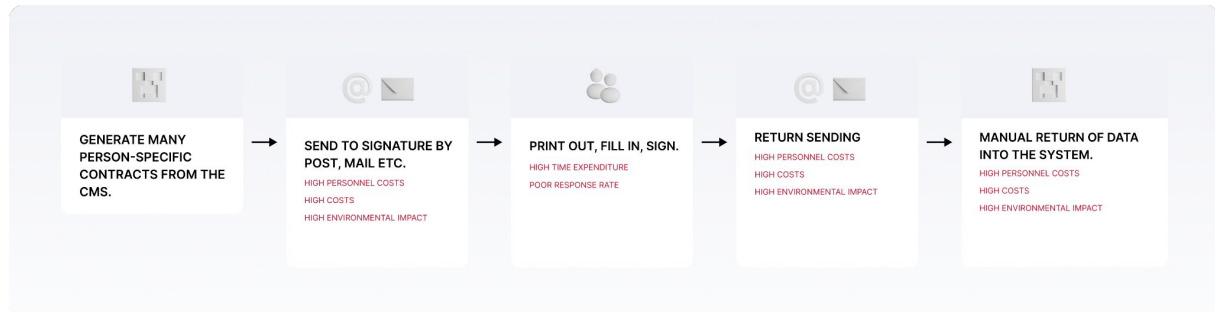 GENERATE MANY
PERSON-SPECIFIC
CONTRACTS FROM THE
CMS.
SEND TO SIGNATURE BY
POST, MAIL ETC.
HIGH PERSONNEL COSTS
HIGH COSTS
HIGH ENVIRONMENTAL IMPACT
PRINT OUT, FILL IN, SIGN.
HIGH TIME EXPENDITURE
POOR RESPONSE RATE
RETURN SENDING
HIGH PERSONNEL COSTS
HIGH COSTS
HIGH ENVIRONMENTAL IMPACT
MANUAL RETURN OF DATA
INTO THE SYSTEM.
HIGH PERSONNEL COSTS
HIGH COSTS
HIGH ENVIRONMENTAL IMPACT